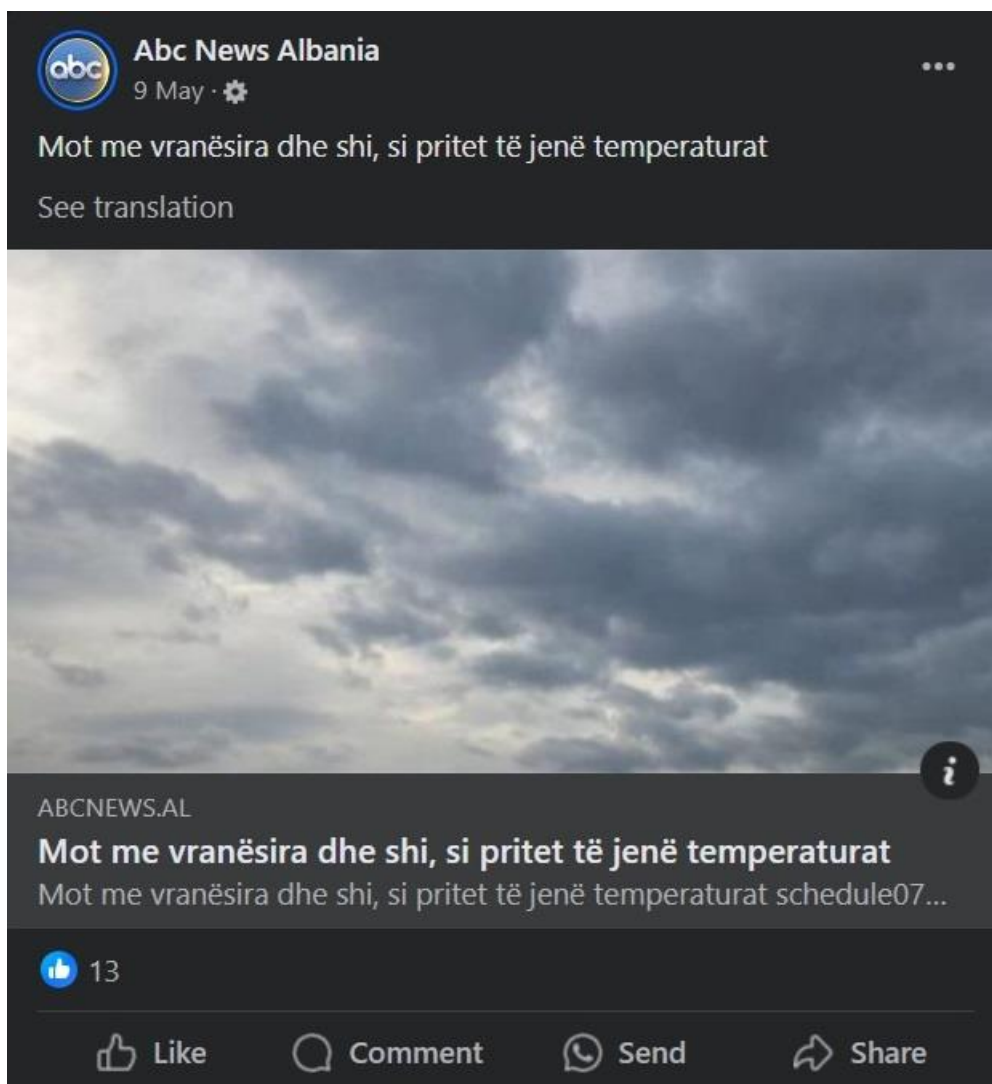 abc
Abc News Albania
9 May ·
Mot me vranësira dhe shi, si pritet të jenë temperaturat
See translation
i
ABCNEWS.AL
Mot me vranësira dhe shi, si pritet të jenë temperaturat
Mot me vranësira dhe shi, si pritet të jenë temperaturat schedule07...
13
Like Comment Send Share